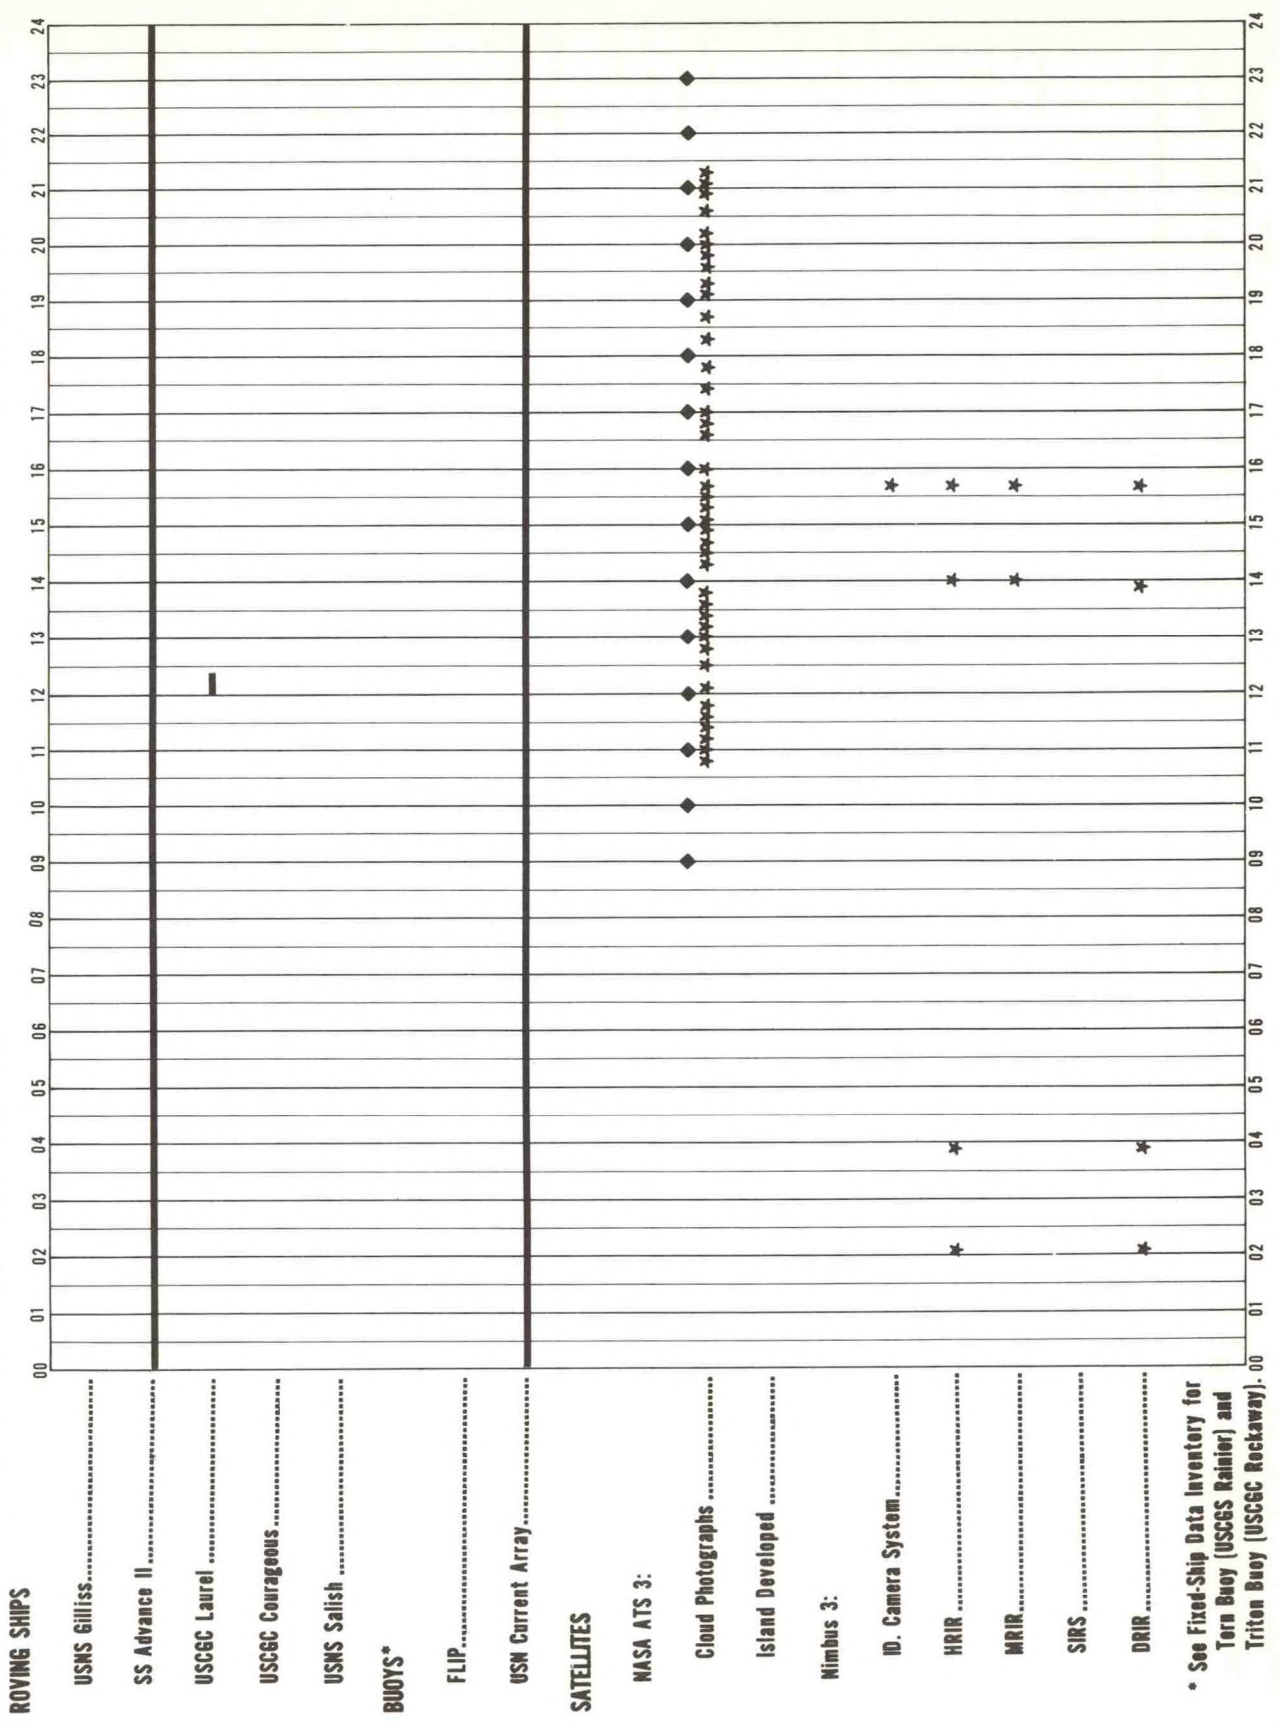 ROVING SHIPS
00 01 02 03 04 05 06 07 08 09 10 11 12 13 14 15 16 17 18 19 20 21 22 23 24
USNS Gilliss
SS Advance II
USCGC Laurel
USCGC Courageous
USNS Salish
BUOYS*
FLIP
USN Current Array
SATELLITES
NASA ATS 3:
Cloud Photographs
Island Developed
Nimbus 3:
ID. Camera System
HRIR
MRIR
SIRS
DRIR
00 01 02 03 04 05 06 07 08 09 10 11 12 13 14 15 16 17 18 19 20 21 22 23 24
* See Fixed-Ship Data Inventory for
Torn Buoy (USCGS Rainier) and
Triton Buoy (USCGC Rockaway).